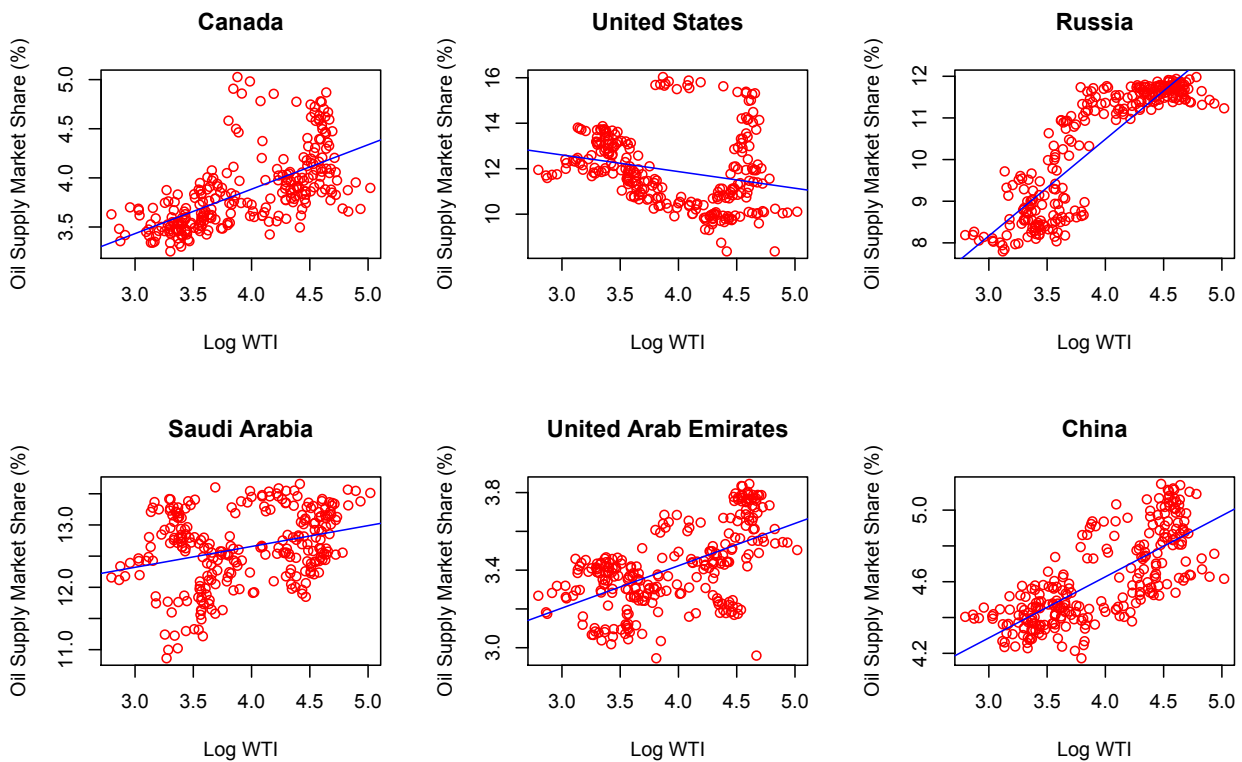 Canada
Oil Supply Market Share (%)
5.0
4.5
4.0
3.5
3.0 3.5 4.0 4.5 5.0
Log WTI
United States
Oil Supply Market Share (%)
16
14
12
10
3.0 3.5 4.0 4.5 5.0
Log WTI
Russia
Oil Supply Market Share (%)
12
11
10
9
8
3.0 3.5 4.0 4.5 5.0
Log WTI
Saudi Arabia
Oil Supply Market Share (%)
13.0
12.0
11.0
3.0 3.5 4.0 4.5 5.0
Log WTI
United Arab Emirates
Oil Supply Market Share (%)
3.8
3.4
3.0
3.0 3.5 4.0 4.5 5.0
Log WTI
China
Oil Supply Market Share (%)
5.0
4.6
4.2
3.0 3.5 4.0 4.5 5.0
Log WTI